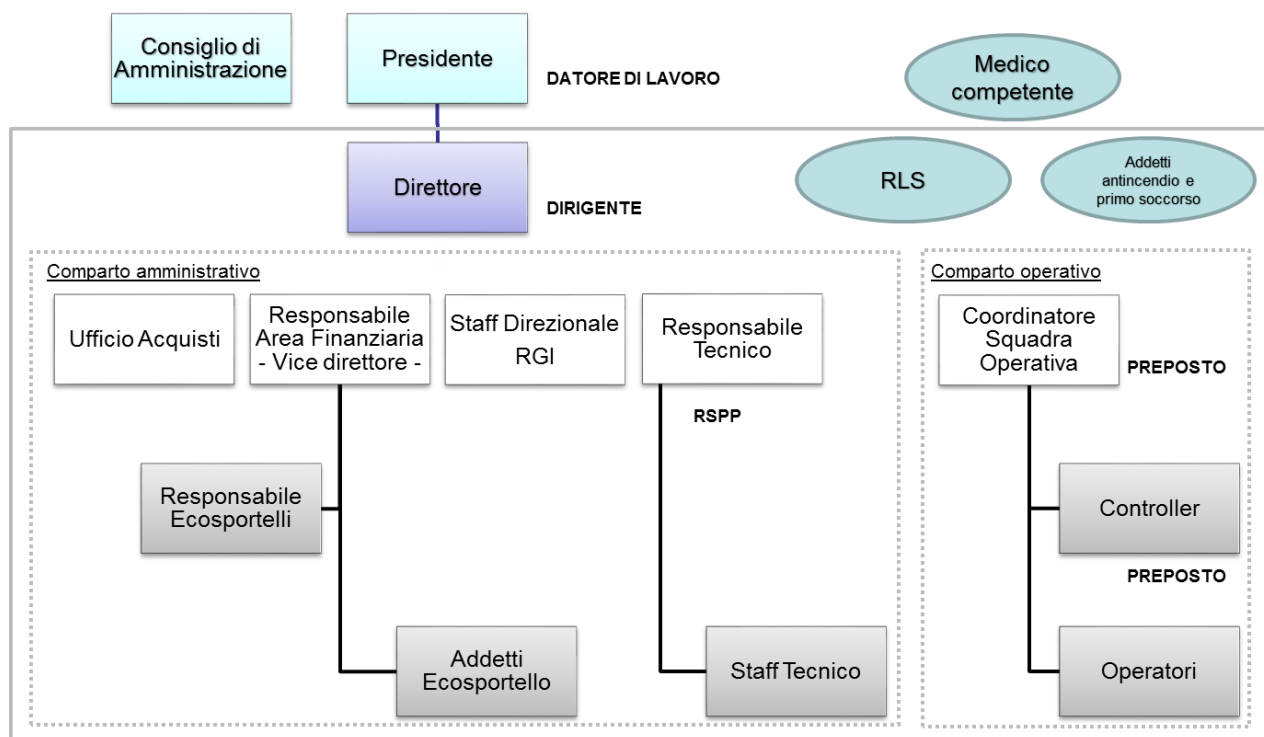 Consiglio di
Amministrazione
Presidente
DATORE DI LAVORO
Medico
competente
Direttore
DIRIGENTE
RLS
Addetti
antincendio e
primo soccorso
Comparto amministrativo
Ufficio Acquisti
Responsabile
Area Finanziaria
- Vice direttore -
Staff Direzionale
RGI
Responsabile
Tecnico
RSPP
Responsabile
Ecosportelli
Addetti
Ecosportello
Staff Tecnico
Comparto operativo
Coordinatore
Squadra
Operativa
PREPOSTO
Controller
PREPOSTO
Operatori